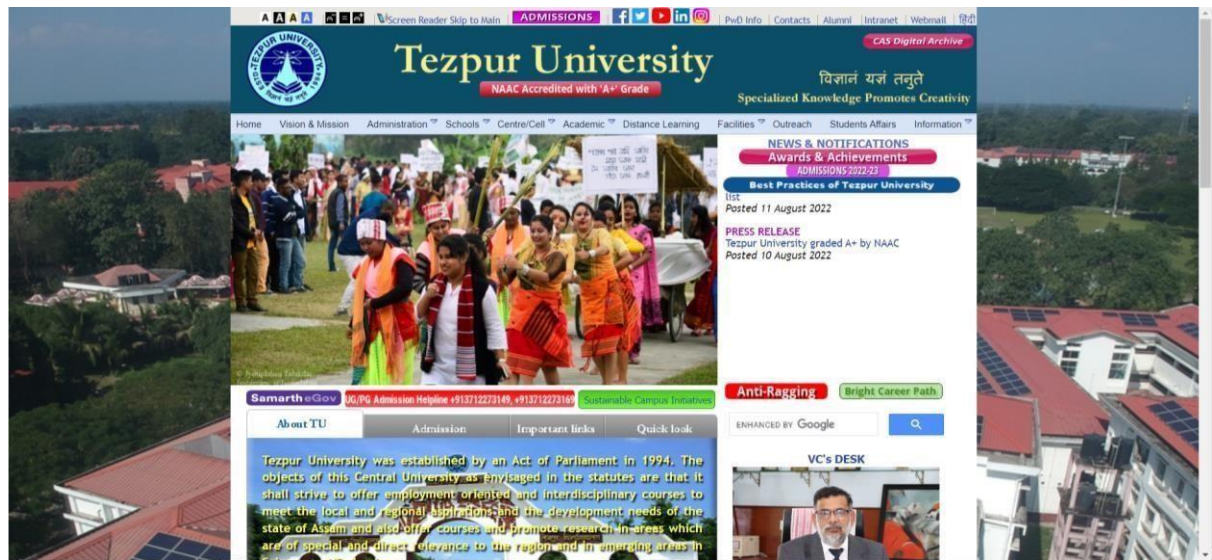 A A A A
Screen Reader Skip to Main ADMISSIONS PwD Info Contacts Alumni Intranet Webmail हिंदी
TEZPUR UNIVERSITY
Tezpur University
NAAC Accredited with 'A+' Grade
CAS Digital Archive
विज्ञानं यज्ञं तनुते
Specialized Knowledge Promotes Creativity
Home Vision & Mission Administration Schools Centre/Cell Academic Distance Learning Facilities Outreach Students Affairs Information
NEWS & NOTIFICATIONS
Awards & Achievements
ADMISSIONS 2022-23
Best Practices of Tezpur University
list
Posted 11 August 2022
PRESS RELEASE
Tezpur University graded A+ by NAAC
Posted 10 August 2022
Samarth eGov UG/PG Admission Helpline +913712273149, +913712273169 Sustainable Campus Initiatives
Anti-Ragging Bright Career Path
About TU Admission Important links Quick look
ENHANCED BY Google
VC's DESK
Tezpur University was established by an Act of Parliament in 1994. The
objects of this Central University as envisaged in the statutes are that it
shall strive to offer employment oriented and interdisciplinary courses to
meet the local and regional aspirations and the development needs of the
state of Assam and also offer courses and promote research in areas which
are of special and direct relevance to the region and in emerging areas in